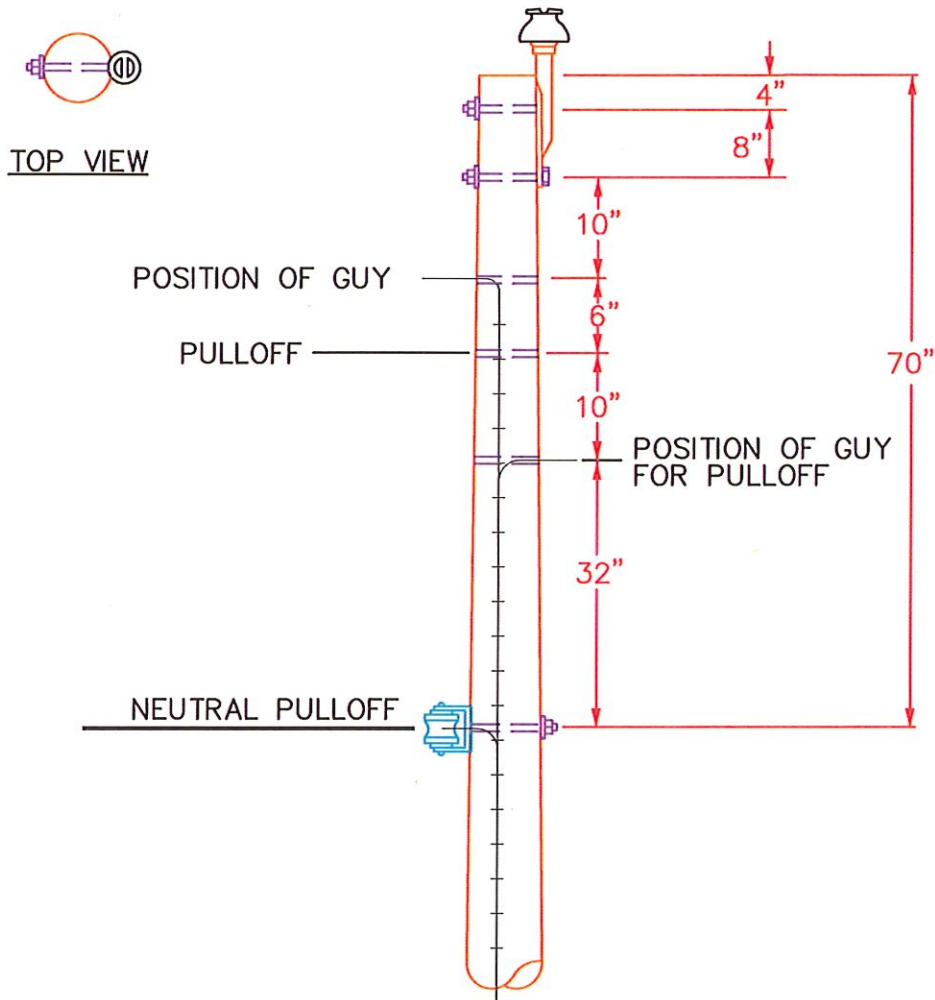 TOP VIEW
4”
8”
10”
POSITION OF GUY
6”
PULLOFF
70”
10”
POSITION OF GUY
FOR PULLOFF
32”
NEUTRAL PULLOFF